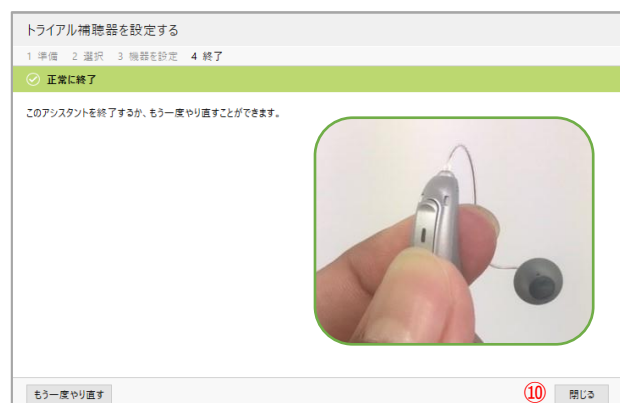 トライアル補聴器を設定する
1 準備 2 選択 3 機器を設定 4 終了
正常に終了
このアシスタントを終了するか、もう一度やり直すことができます。
もう一度やり直す
⑩ 閉じる